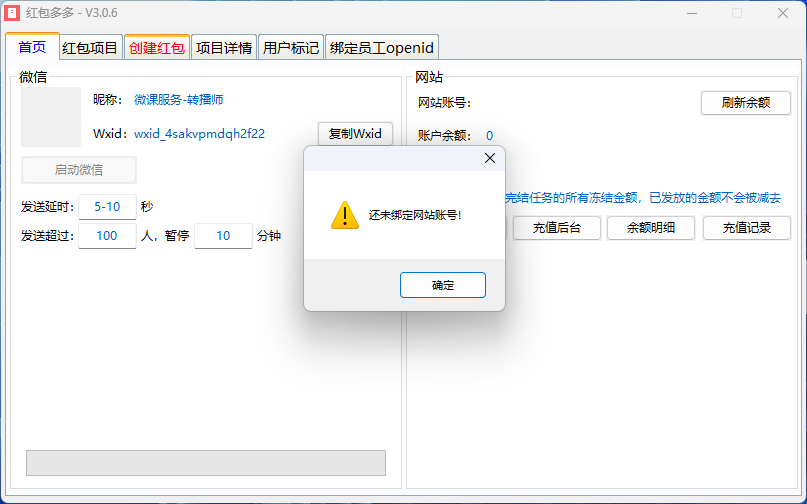 红包多多 - V3.0.6
首页 红包项目 创建红包 项目详情 用户标记 绑定员工openid
微信
昵称： 微课服务-转播师
Wxid： wxid_4sakvpmdqh2f22 复制Wxid
启动微信
发送延时： 5-10 秒
发送超过： 100 人，暂停 10 分钟
网站
网站账号： 刷新余额
账户余额： 0
完结任务的所有冻结金额，已发放的金额不会被减去
充值后台 余额明细 充值记录
还未绑定网站账号！
确定